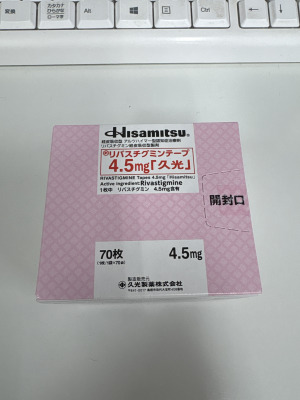 変換
カタカナ
ひらがな
ローマ字
Alt
Ctrl
Hisamitsu®
経皮吸収型 アルツハイマー型認知症治療剤
リバスチグミン経皮吸収型製剤
リバスチグミンテープ
4.5mg「久光」
RIVASTIGMINE Tapes 4.5mg「Hisamitsu」
Active Ingredient:Rivastigmine
1枚中 リバスチグミン 4.5mg含有
開封口
70枚
4.5mg
製造販売元
久光製薬株式会社